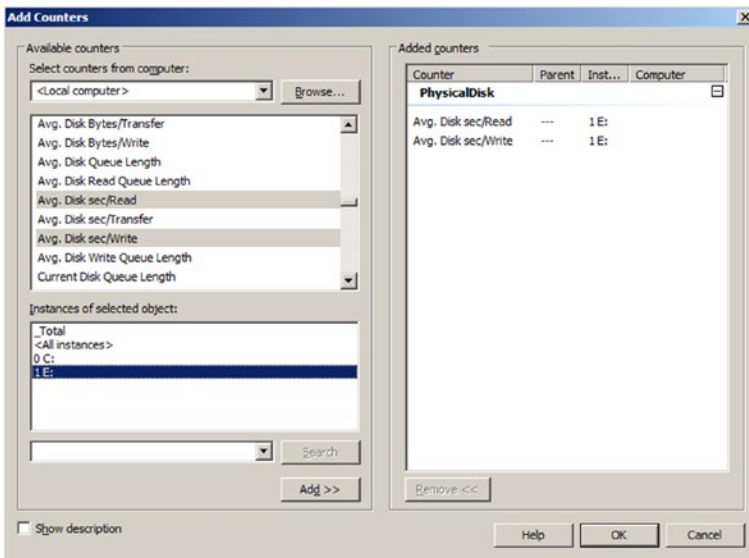 Add Counters
Available counters
Select counters from computer:
<Local computer>
Browse...
Avg. Disk Bytes/Transfer
Avg. Disk Bytes/Write
Avg. Disk Queue Length
Avg. Disk Read Queue Length
Avg. Disk sec/Read
Avg. Disk sec/Transfer
Avg. Disk sec/Write
Avg. Disk Write Queue Length
Current Disk Queue Length
Instances of selected object:
_Total
<All instances>
0 C:
1 E:
Search
Add >>
Show description
Added counters
Counter Parent Inst... Computer
PhysicalDisk
Avg. Disk sec/Read --- 1 E:
Avg. Disk sec/Write --- 1 E:
Remove <<
Help OK Cancel